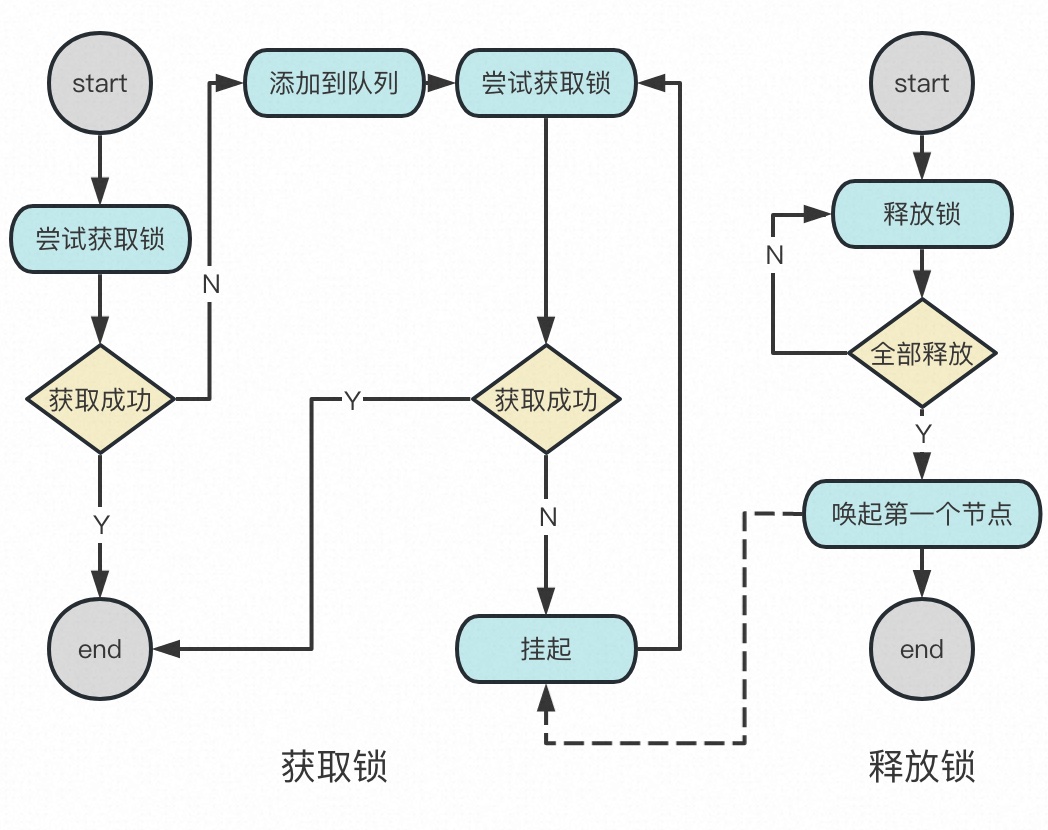 start
尝试获取锁
获取成功
Y
end
N
添加到队列
尝试获取锁
获取成功
Y
N
挂起
获取锁
start
释放锁
N
全部释放
Y
唤起第一个节点
end
释放锁